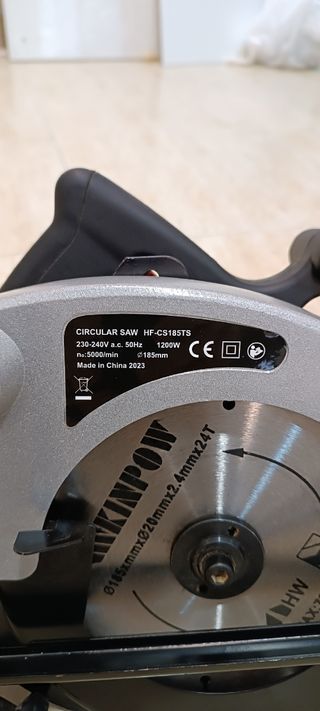 CIRCULAR SAW HF-CS185TS
230-240V a.c. 50Hz 1200W
n₀:5000/min Ø185mm
Made in China 2023
CE
Ø185mmxØ20mmx2.4mmx24T
HW